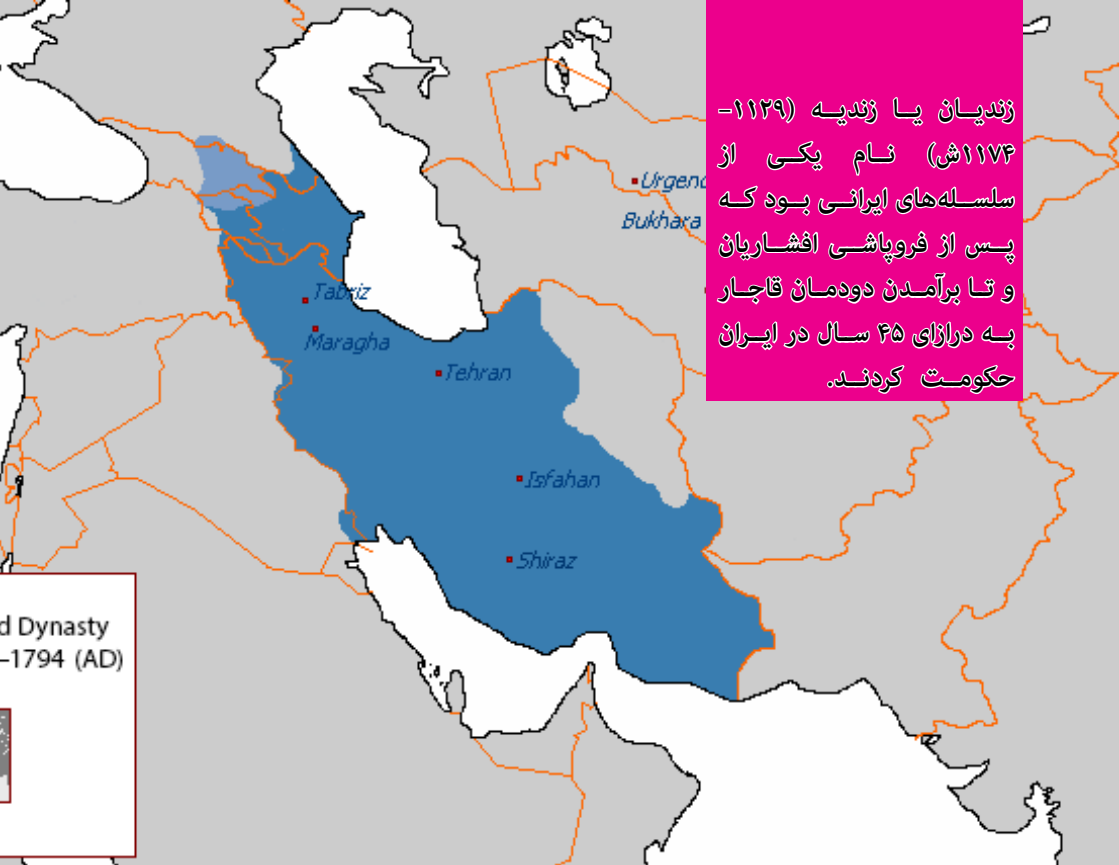 زندیان یا زندیه (۱۱۲۹–
۱۱۷۴ش) نام یکی از
سلسله‌های ایرانی بود که
پس از فروپاشی افشاریان
و تا برآمدن دودمان قاجار
به درازای ۴۵ سال در ایران
حکومت کردند.
Bukhara
Tabriz
Maragha
Tehran
Isfahan
Shiraz
d Dynasty
–1794 (AD)